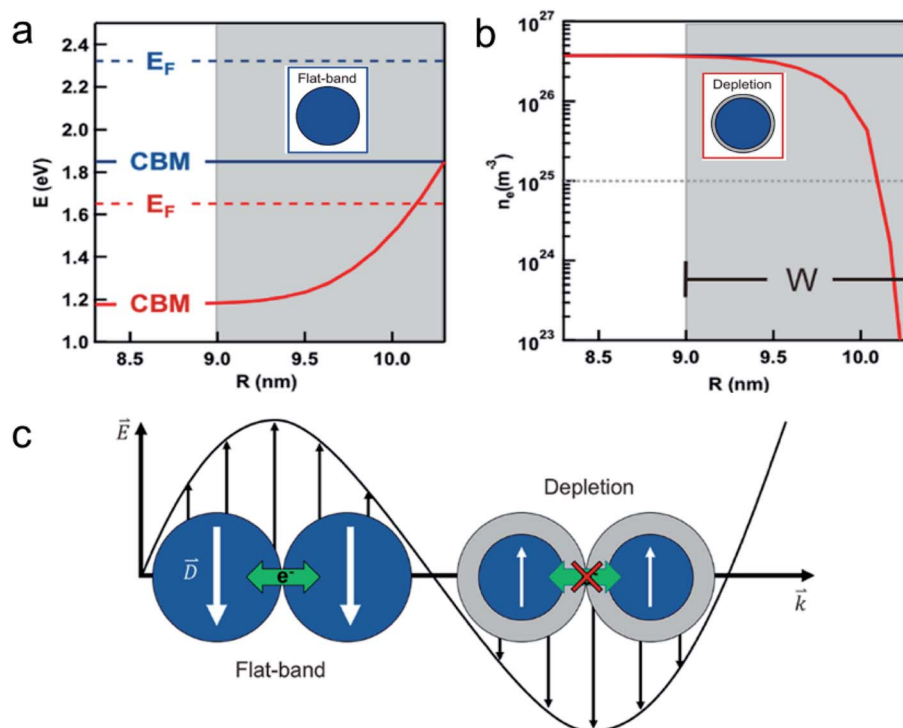 a
2.4
2.2
2.0
1.8
1.6
1.4
1.2
1.0
E (eV)
E_F
CBM
E_F
CBM
Flat-band
8.5 9.0 9.5 10.0
R (nm)
b
10^27
10^26
10^25
10^24
10^23
n_e(m^-3)
Depletion
W
8.5 9.0 9.5 10.0
R (nm)
c
E
D
e-
Flat-band
Depletion
k